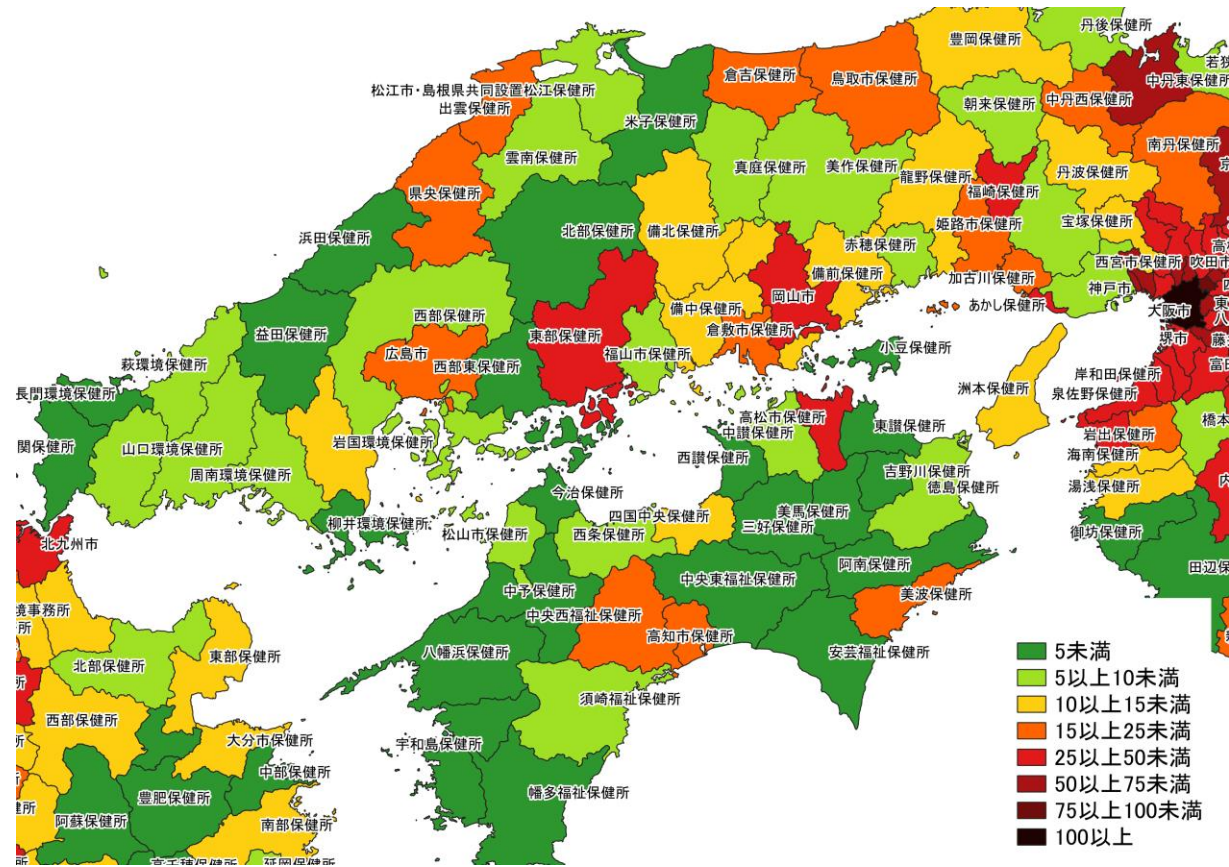 丹後保健所
豊岡保健所
若狭
中丹東保健所
倉吉保健所
鳥取市保健所
松江市・島根県共同設置松江保健所
中丹西保健所
朝来保健所
出雲保健所
米子保健所
南丹保健所
雲南保健所
真庭保健所
美作保健所
龍野保健所
丹波保健所
福崎保健所
県央保健所
宝塚保健所
姫路市保健所
浜田保健所
北部保健所
備北保健所
赤穂保健所
西宮市保健所
吹田市
備前保健所
加古川保健所
神戸市
岡山市
あかし保健所
大阪市
備中保健所
西部保健所
倉敷市保健所
東部保健所
益田保健所
堺市
小豆保健所
広島市
福山市保健所
萩環境保健所
西部東保健所
岸和田保健所
洲本保健所
長門環境保健所
泉佐野保健所
高松市保健所
橋本
東讃保健所
中讃保健所
岩出保健所
岩国環境保健所
関保健所
山口環境保健所
海南保健所
西讃保健所
吉野川保健所
周南環境保健所
徳島保健所
湯浅保健所
今治保健所
美馬保健所
四国中央保健所
柳井環境保健所
三好保健所
松山市保健所
西条保健所
御坊保健所
北九州市
阿南保健所
田辺保
中央東福祉保健所
中予保健所
美波保健所
境事務所
中央西福祉保健所
高知市保健所
八幡浜保健所
安芸福祉保健所
東部保健所
北部保健所
須崎福祉保健所
西部保健所
大分市保健所
宇和島保健所
中部保健所
豊肥保健所
幡多福祉保健所
阿蘇保健所
南部保健所
高千穂保健所
延岡保健所
5未満
5以上10未満
10以上15未満
15以上25未満
25以上50未満
50以上75未満
75以上100未満
100以上